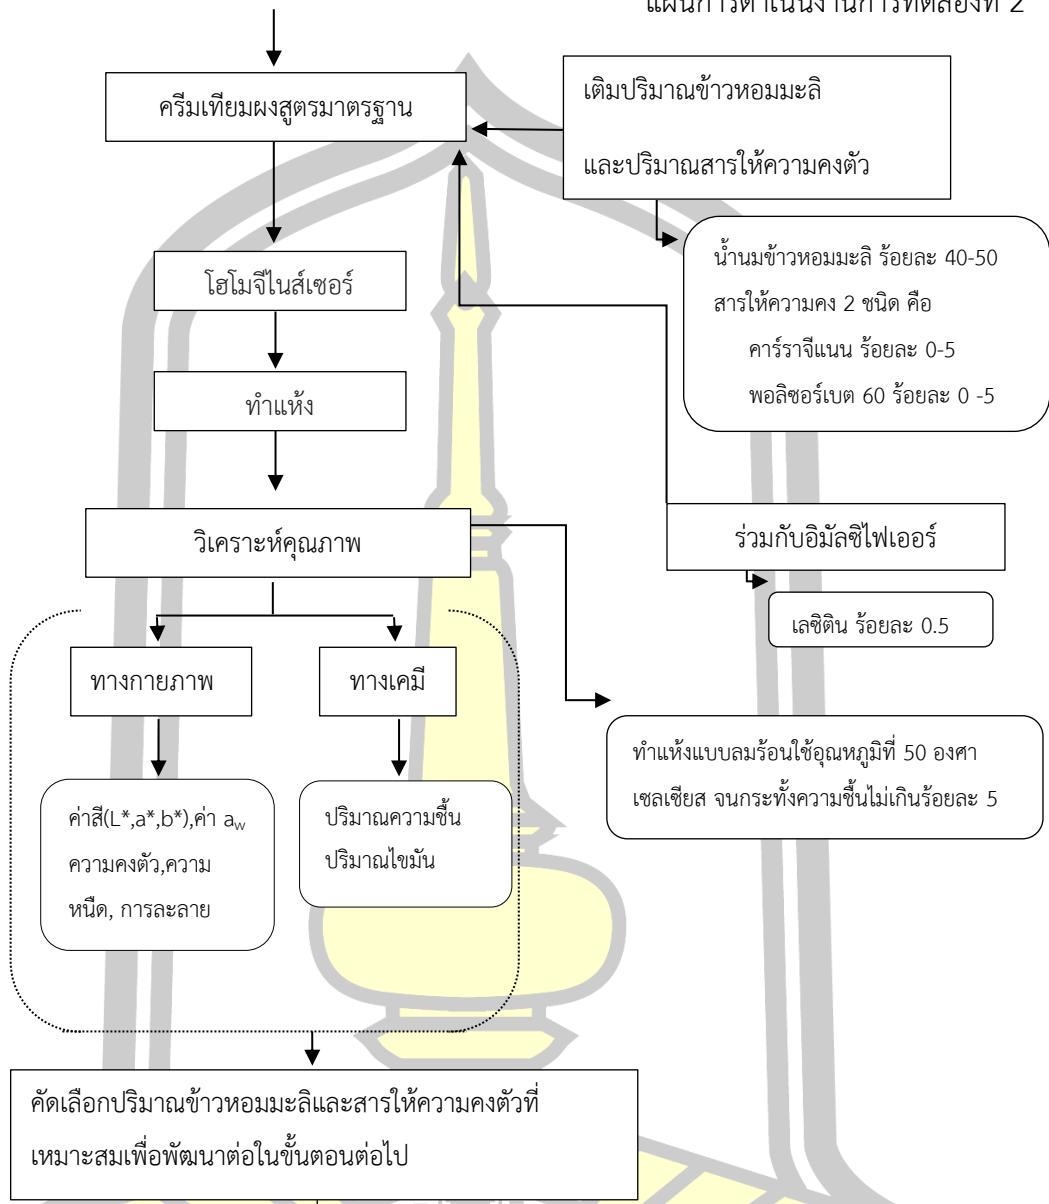 แผนการดำเนินงานการทดลองที่ 2
ครีมเทียมผงสูตรมาตรฐาน
เติมปริมาณข้าวหอมมะลิ
และปริมาณสารให้ความคงตัว
น้ำนมข้าวหอมมะลิ ร้อยละ 40-50
สารให้ความคง 2 ชนิด คือ
คาร์ราจีแนน ร้อยละ 0-5
พอลิซอร์เบต 60 ร้อยละ 0 -5
โฮโมจีไนส์เซอร์
ทำแห้ง
วิเคราะห์คุณภาพ
ร่วมกับอิมัลซิไฟเออร์
เลซิติน ร้อยละ 0.5
ทางกายภาพ
ทางเคมี
ทำแห้งแบบลมร้อนใช้อุณหภูมิที่ 50 องศา
เซลเซียส จนกระทั้งความชื้นไม่เกินร้อยละ 5
ค่าสี(L*,a*,b*),ค่า aw
ความคงตัว,ความ
หนืด, การละลาย
ปริมาณความชื้น
ปริมาณไขมัน
คัดเลือกปริมาณข้าวหอมมะลิและสารให้ความคงตัวที่
เหมาะสมเพื่อพัฒนาต่อในขั้นตอนต่อไป